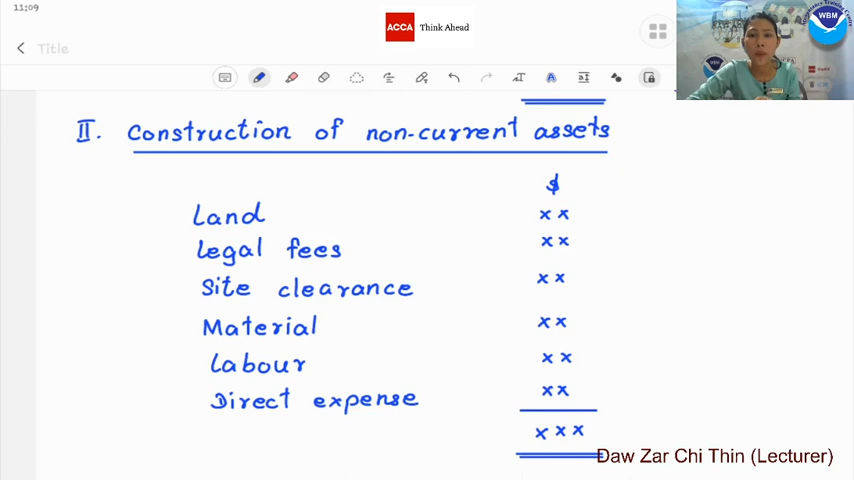 11:09
ACCA Think Ahead
Title
WBM
II. Construction of non-current assets
$
Land xx
Legal fees xx
Site clearance xx
Material xx
Labour xx
Direct expense xx
xxx
Daw Zar Chi Thin (Lecturer)